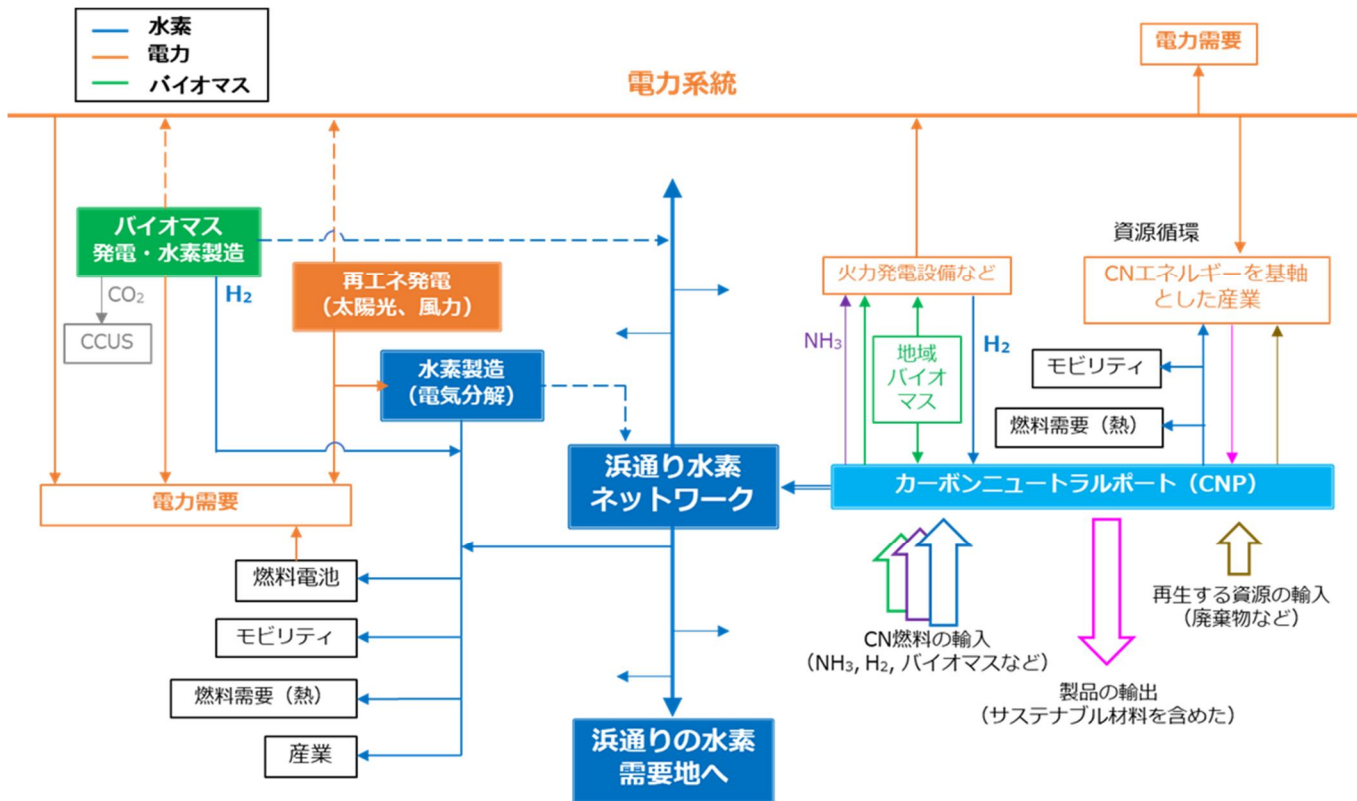 水素
電力
バイオマス
電力需要
電力系統
バイオマス
発電・水素製造
CO₂
H₂
CCUS
再エネ発電
（太陽光、風力）
水素製造
（電気分解）
電力需要
燃料電池
モビリティ
燃料需要（熱）
産業
浜通り水素
ネットワーク
浜通りの水素
需要地へ
火力発電設備など
NH₃
地域
バイオ
マス
H₂
資源循環
CNエネルギーを基軸
とした産業
モビリティ
燃料需要（熱）
カーボンニュートラルポート（CNP）
CN燃料の輸入
（NH₃, H₂, バイオマスなど）
製品の輸出
（サステナブル材料を含めた）
再生する資源の輸入
（廃棄物など）